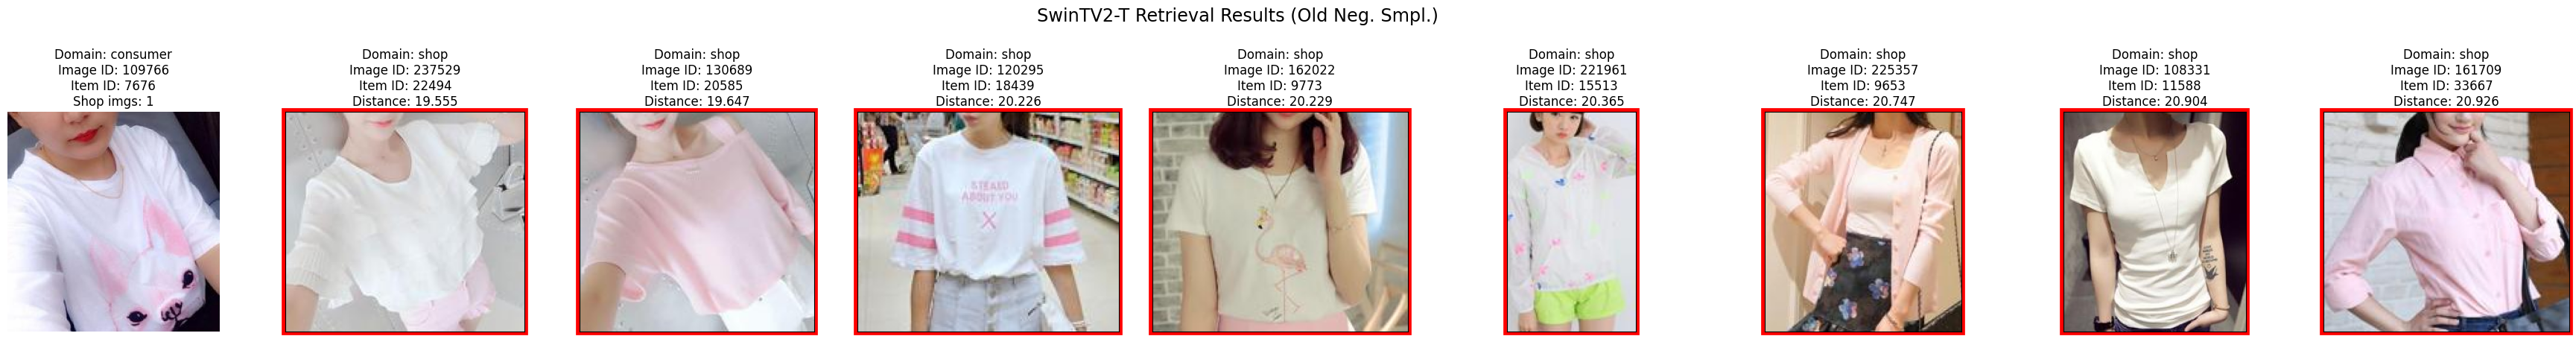 SwinTV2-T Retrieval Results (Old Neg. Smpl.)
Domain: consumer
Image ID: 109766
Item ID: 7676
Shop imgs: 1
Domain: shop
Image ID: 237529
Item ID: 22494
Distance: 19.555
Domain: shop
Image ID: 130689
Item ID: 20585
Distance: 19.647
Domain: shop
Image ID: 120295
Item ID: 18439
Distance: 20.226
Domain: shop
Image ID: 162022
Item ID: 9773
Distance: 20.229
Domain: shop
Image ID: 221961
Item ID: 15513
Distance: 20.365
Domain: shop
Image ID: 225357
Item ID: 9653
Distance: 20.747
Domain: shop
Image ID: 108331
Item ID: 11588
Distance: 20.904
Domain: shop
Image ID: 161709
Item ID: 33667
Distance: 20.926
ABOUT YOU
X